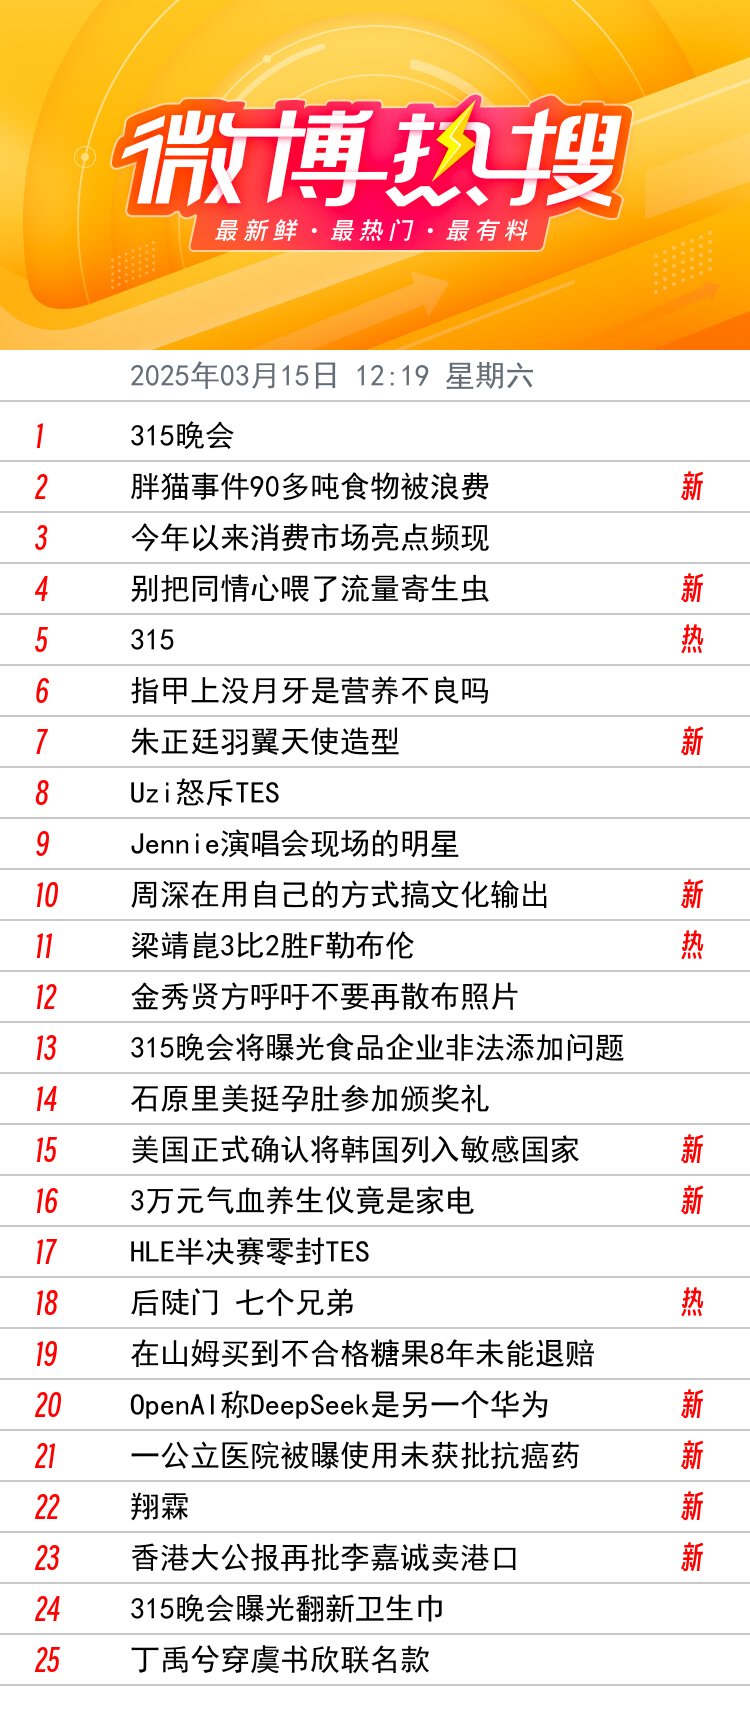 微博热搜
最新鲜·最热门·最有料
2025年03月15日 12:19 星期六
1 315晚会
2 胖猫事件90多吨食物被浪费 新
3 今年以来消费市场亮点频现
4 别把同情心喂了流量寄生虫 新
5 315 热
6 指甲上没月牙是营养不良吗
7 朱正廷羽翼天使造型 新
8 Uzi怒斥TES
9 Jennie演唱会现场的明星
10 周深在用自己的方式搞文化输出 新
11 梁靖崑3比2胜F勒布伦 热
12 金秀贤方呼吁不要再散布照片
13 315晚会将曝光食品企业非法添加问题
14 石原里美挺孕肚参加颁奖礼
15 美国正式确认将韩国列入敏感国家 新
16 3万元气血养生仪竟是家电 新
17 HLE半决赛零封TES
18 后陡门 七个兄弟 热
19 在山姆买到不合格糖果8年未能退赔
20 OpenAI称DeepSeek是另一个华为 新
21 一公立医院被曝使用未获批抗癌药 新
22 翔霖 新
23 香港大公报再批李嘉诚卖港口 新
24 315晚会曝光翻新卫生巾
25 丁禹兮穿虞书欣联名款